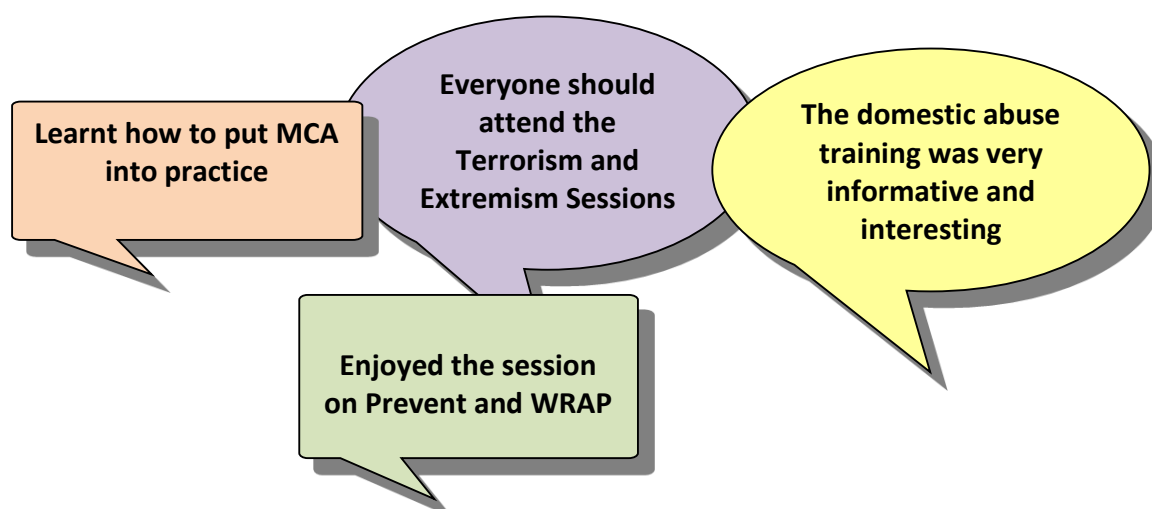 Learnt how to put MCA
into practice
Everyone should
attend the
Terrorism and
Extremism Sessions
The domestic abuse
training was very
informative and
interesting
Enjoyed the session
on Prevent and WRAP